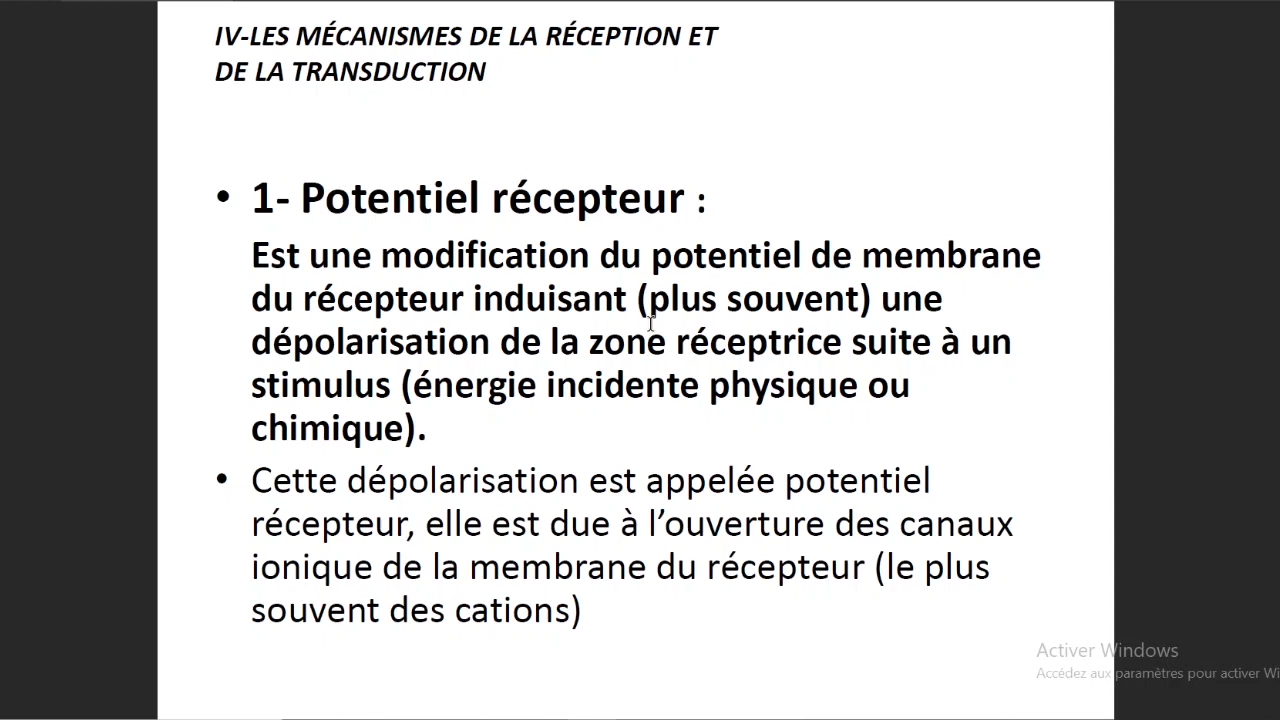 IV-LES MÉCANISMES DE LA RÉCEPTION ET
DE LA TRANSDUCTION
• 1- Potentiel récepteur :
Est une modification du potentiel de membrane
du récepteur induisant (plus souvent) une
dépolarisation de la zone réceptrice suite à un
stimulus (énergie incidente physique ou
chimique).
• Cette dépolarisation est appelée potentiel
récepteur, elle est due à l’ouverture des canaux
ionique de la membrane du récepteur (le plus
souvent des cations)
Activer Windows
Accédez aux paramètres pour activer Wi